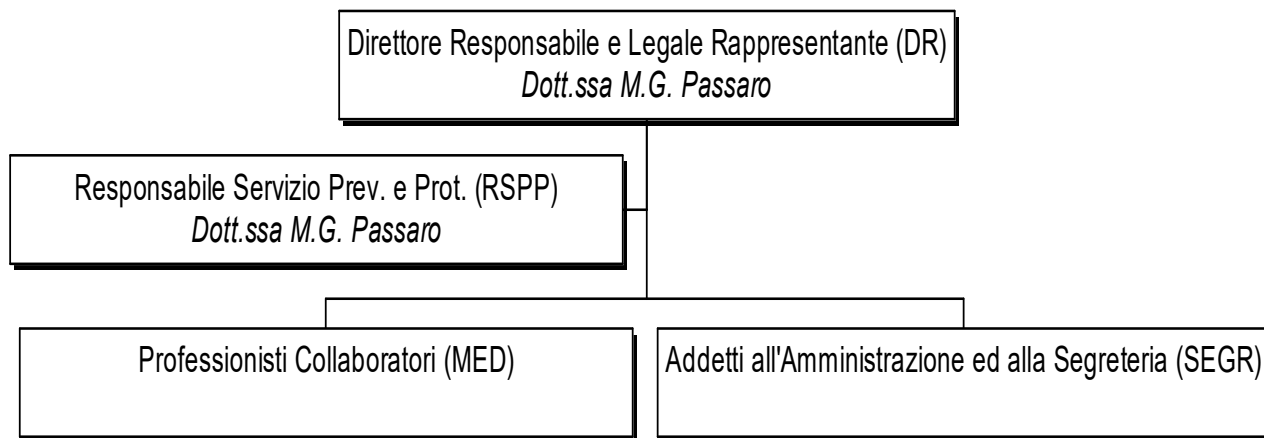 Direttore Responsabile e Legale Rappresentante (DR)
Dott.ssa M.G. Passaro
Responsabile Servizio Prev. e Prot. (RSPP)
Dott.ssa M.G. Passaro
Professionisti Collaboratori (MED)
Addetti all'Amministrazione ed alla Segreteria (SEGR)